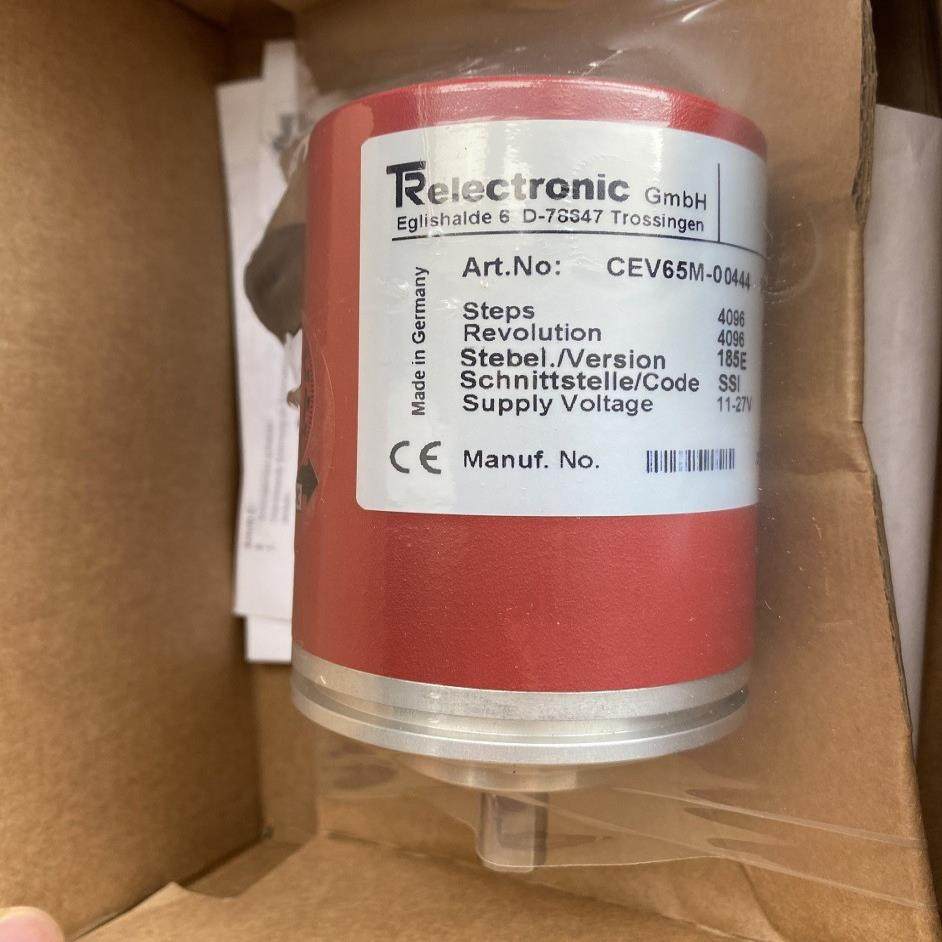 TRelectronic GmbH
Eglishalde 6 D-78647 Trossingen
Made in Germany
Art.No: CEV65M-00444
Steps 4096
Revolution 4096
Stebel./Version 185E
Schnittstelle/Code SSI
Supply Voltage 11-27V
CE Manuf. No.